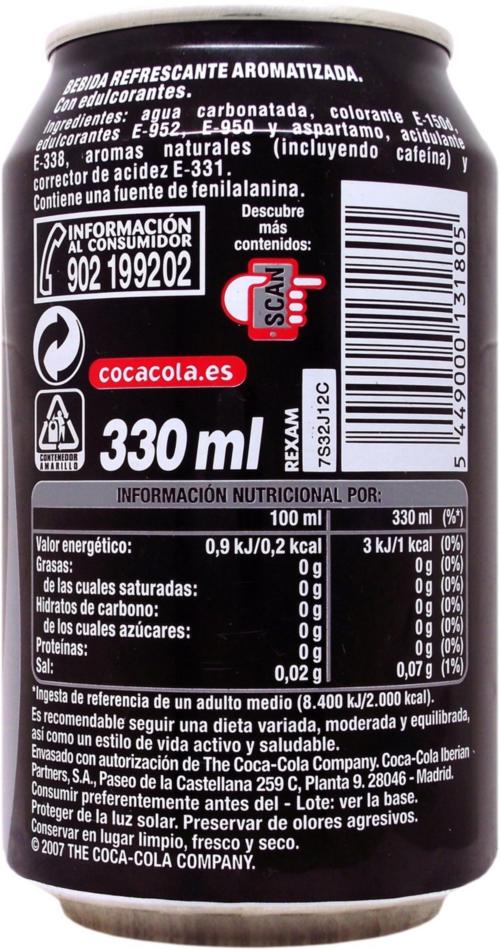 BEBIDA REFRESCANTE AROMATIZADA.
Con edulcorantes.
Ingredientes: agua carbonatada, colorante E-150d,
edulcorantes E-952, E-950 y aspartamo, acidulante
E-338, aromas naturales (incluyendo cafeína) y
corrector de acidez E-331.
Contiene una fuente de fenilalanina.
INFORMACIÓN
AL CONSUMIDOR
902 199202
Descubre
más
contenidos:
SCAN
cocacola.es
CONTENEDOR
AMARILLO
330 ml
REXAM
7S32J12C
5 449000 131805
INFORMACIÓN NUTRICIONAL POR:
100 ml 330 ml (%*)
Valor energético: 0,9 kJ/0,2 kcal 3 kJ/1 kcal (0%)
Grasas: 0 g 0 g (0%)
de las cuales saturadas: 0 g 0 g (0%)
Hidratos de carbono: 0 g 0 g (0%)
de los cuales azúcares: 0 g 0 g (0%)
Proteínas: 0 g 0 g (0%)
Sal: 0,02 g 0,07 g (1%)
*Ingesta de referencia de un adulto medio (8.400 kJ/2.000 kcal).
Es recomendable seguir una dieta variada, moderada y equilibrada,
así como un estilo de vida activo y saludable.
Envasado con autorización de The Coca-Cola Company. Coca-Cola Iberian
Partners, S.A., Paseo de la Castellana 259 C, Planta 9. 28046 - Madrid.
Consumir preferentemente antes del - Lote: ver la base.
Proteger de la luz solar. Preservar de olores agresivos.
Conservar en lugar limpio, fresco y seco.
© 2007 THE COCA-COLA COMPANY.